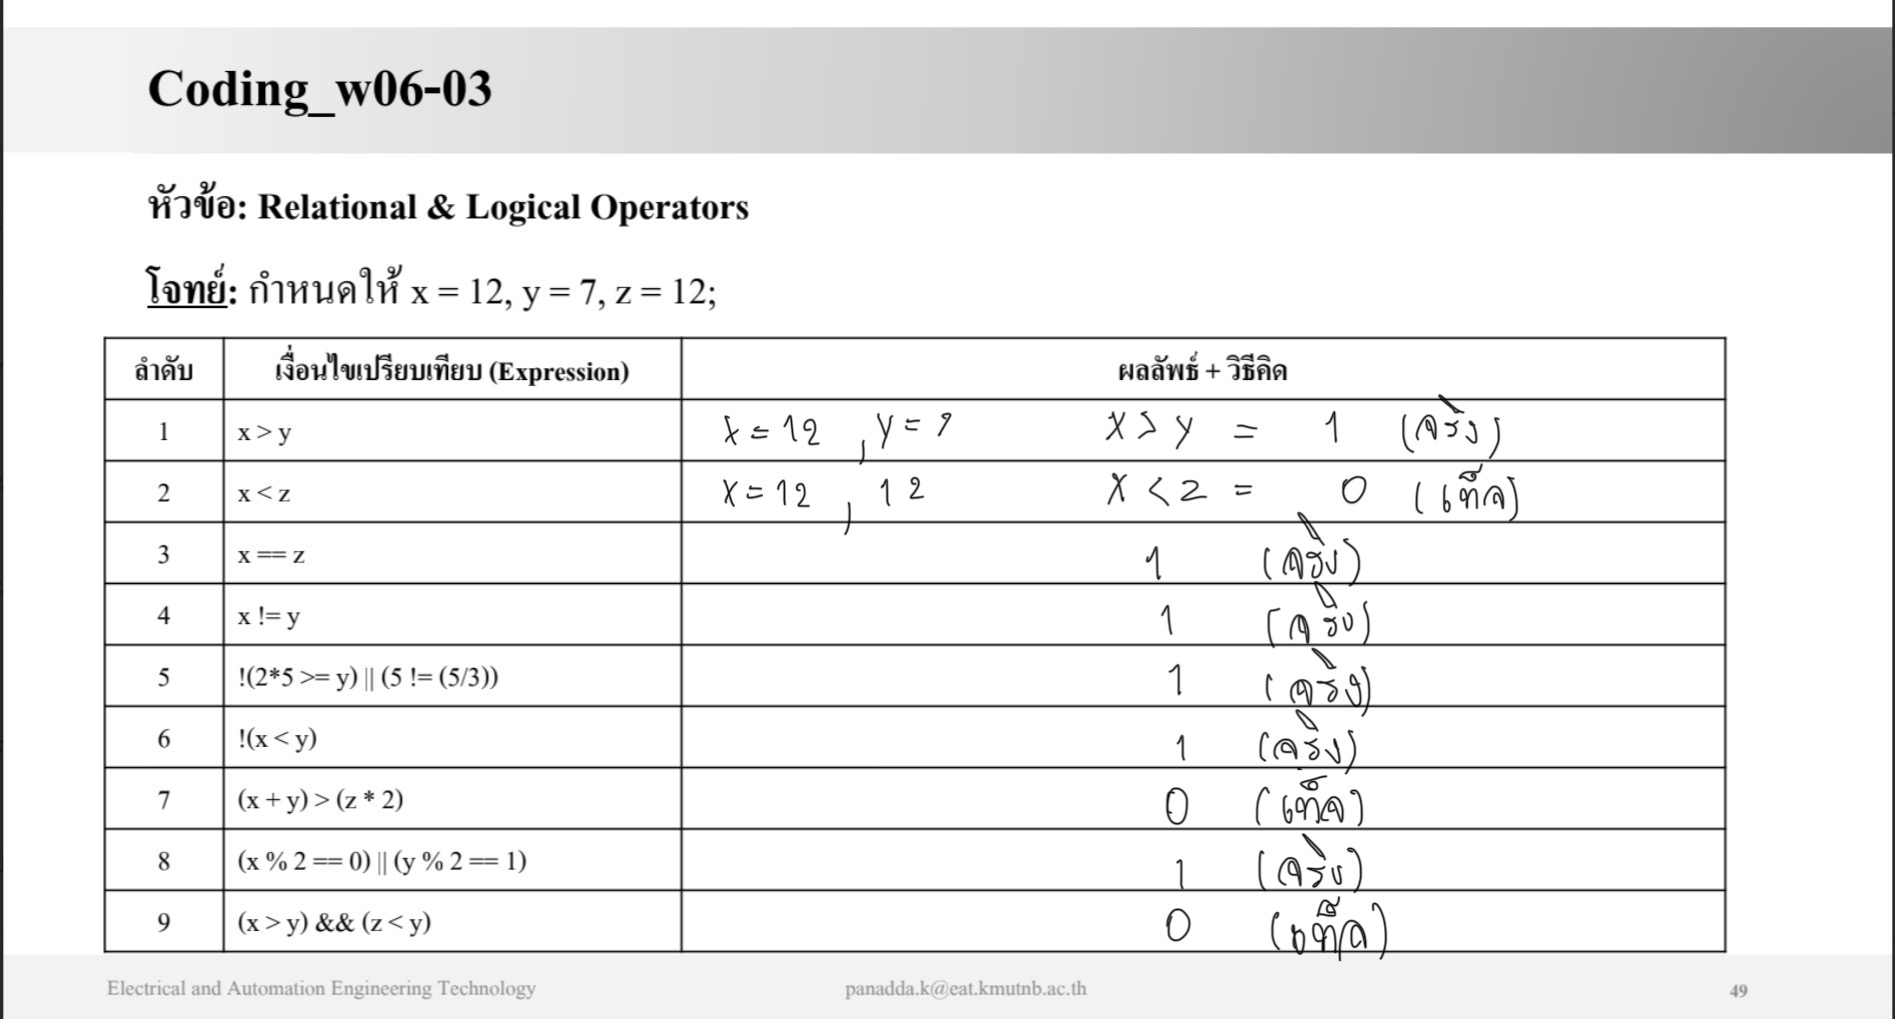 Coding_w06-03
หัวข้อ: Relational & Logical Operators
โจทย์: กำหนดให้ x = 12, y = 7, z = 12;
ลำดับ เงื่อนไขเปรียบเทียบ (Expression) ผลลัพธ์ + วิธีคิด
1 x > y x = 12 , y = 7 x > y = 1 (จริง)
2 x < z x = 12 , 12 x < z = 0 (เท็จ)
3 x == z 1 (จริง)
4 x != y 1 (จริง)
5 !(2*5 >= y) || (5 != (5/3)) 1 (จริง)
6 !(x < y) 1 (จริง)
7 (x + y) > (z * 2) 0 (เท็จ)
8 (x % 2 == 0) || (y % 2 == 1) 1 (จริง)
9 (x > y) && (z < y) 0 (เท็จ)
Electrical and Automation Engineering Technology panadda.k@eat.kmutnb.ac.th 49